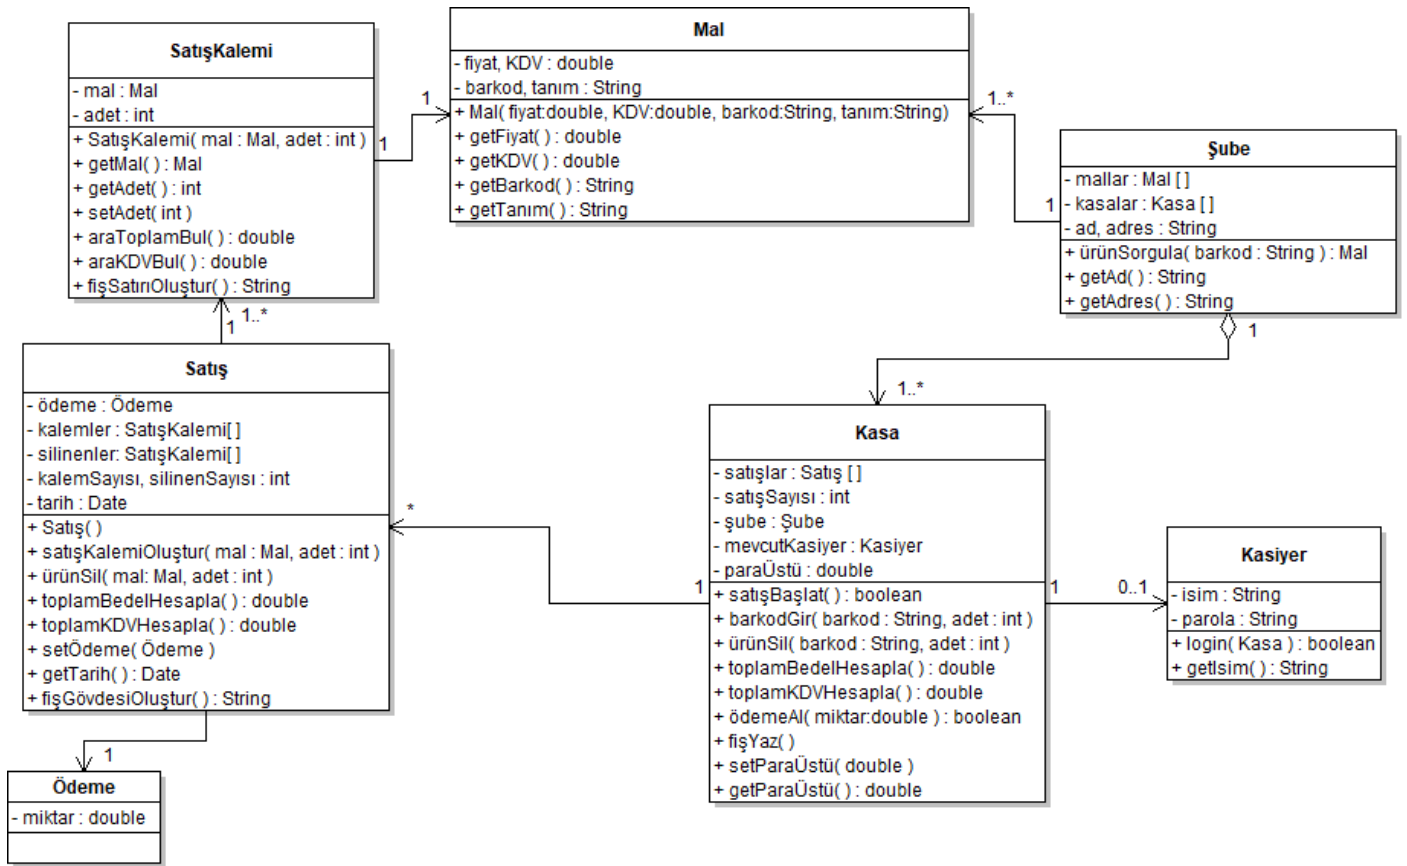 SatışKalemi
- mal : Mal
- adet : int
+ SatışKalemi( mal : Mal, adet : int )
+ getMal( ) : Mal
+ getAdet( ) : int
+ setAdet( int )
+ araToplamBul( ) : double
+ araKDVBul( ) : double
+ fişSatırıOluştur( ) : String
1
1
Mal
- fiyat, KDV : double
- barkod, tanım : String
+ Mal( fiyat:double, KDV:double, barkod:String, tanım:String)
+ getFiyat( ) : double
+ getKDV( ) : double
+ getBarkod( ) : String
+ getTanım( ) : String
1..*
1
Şube
- mallar : Mal [ ]
- kasalar : Kasa [ ]
- ad, adres : String
+ ürünSorgula( barkod : String ) : Mal
+ getAd( ) : String
+ getAdres( ) : String
1
1..*
1..*
1
Satış
- ödeme : Ödeme
- kalemler : SatışKalemi[ ]
- silinenler: SatışKalemi[ ]
- kalemSayısı, silinenSayısı : int
- tarih : Date
+ Satış( )
+ satışKalemiOluştur( mal : Mal, adet : int )
+ ürünSil( mal: Mal, adet : int )
+ toplamBedelHesapla( ) : double
+ toplamKDVHesapla( ) : double
+ setÖdeme( Ödeme )
+ getTarih( ) : Date
+ fişGövdesiOluştur( ) : String
*
1
Kasa
- satışlar : Satış [ ]
- satışSayısı : int
- şube : Şube
- mevcutKasiyer : Kasiyer
- paraÜstü : double
+ satışBaşlat( ) : boolean
+ barkodGir( barkod : String, adet : int )
+ ürünSil( barkod : String, adet : int )
+ toplamBedelHesapla( ) : double
+ toplamKDVHesapla( ) : double
+ ödemeAl( miktar:double ) : boolean
+ fişYaz( )
+ setParaÜstü( double )
+ getParaÜstü( ) : double
1
0..1
Kasiyer
- isim : String
- parola : String
+ login( Kasa ) : boolean
+ getIsim( ) : String
1
Ödeme
- miktar : double